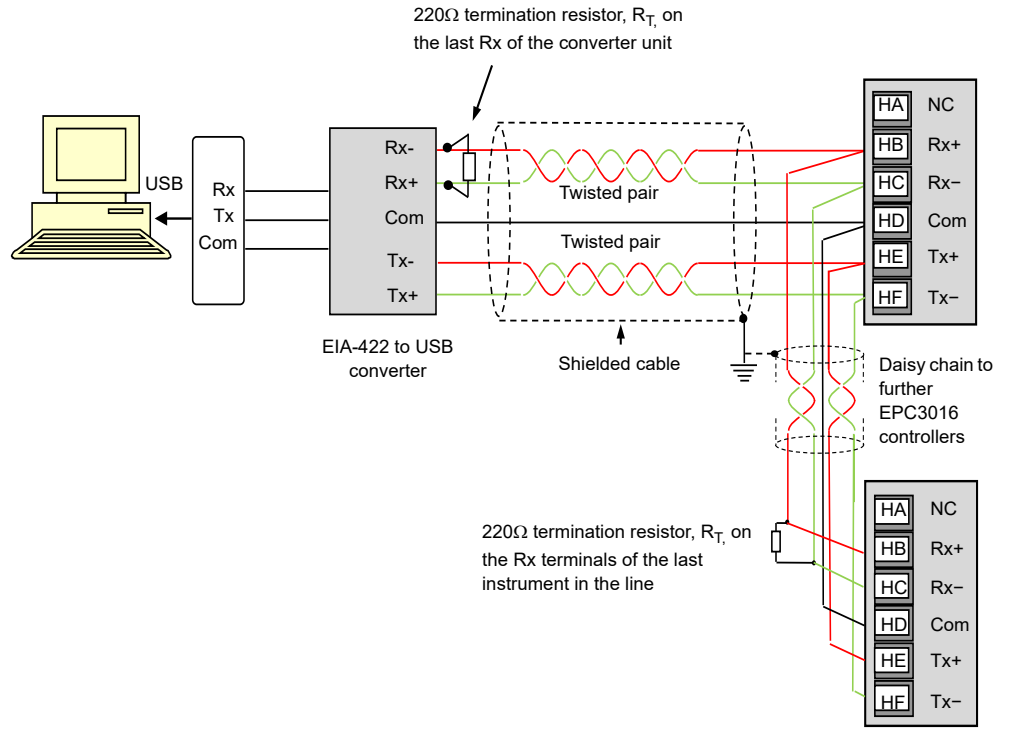 220Ω termination resistor, RT, on
the last Rx of the converter unit
USB
Rx
Tx
Com
Rx-
Rx+
Com
Tx-
Tx+
EIA-422 to USB
converter
Twisted pair
Twisted pair
Shielded cable
HA NC
HB Rx+
HC Rx−
HD Com
HE Tx+
HF Tx−
Daisy chain to
further
EPC3016
controllers
220Ω termination resistor, RT, on
the Rx terminals of the last
instrument in the line
HA NC
HB Rx+
HC Rx−
HD Com
HE Tx+
HF Tx−